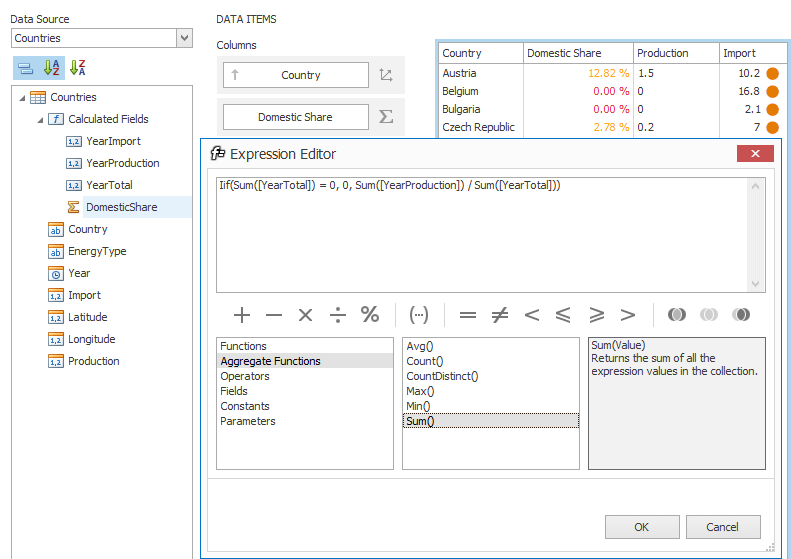 Data Source
Countries
Countries
Calculated Fields
YearImport
YearProduction
YearTotal
DomesticShare
Country
EnergyType
Year
Import
Latitude
Longitude
Production
DATA ITEMS
Columns
Country
Domestic Share
Country Domestic Share Production Import
Austria 12.82 % 1.5 10.2
Belgium 0.00 % 0 16.8
Bulgaria 0.00 % 0 2.1
Czech Republic 2.78 % 0.2 7
Expression Editor
Iif(Sum([YearTotal]) = 0, 0, Sum([YearProduction]) / Sum([YearTotal]))
+ − × ÷ % (··) = ≠ < ≤ ≥ >
Functions
Aggregate Functions
Operators
Fields
Constants
Parameters
Avg()
Count()
CountDistinct()
Max()
Min()
Sum()
Sum(Value)
Returns the sum of all the
expression values in the collection.
OK Cancel